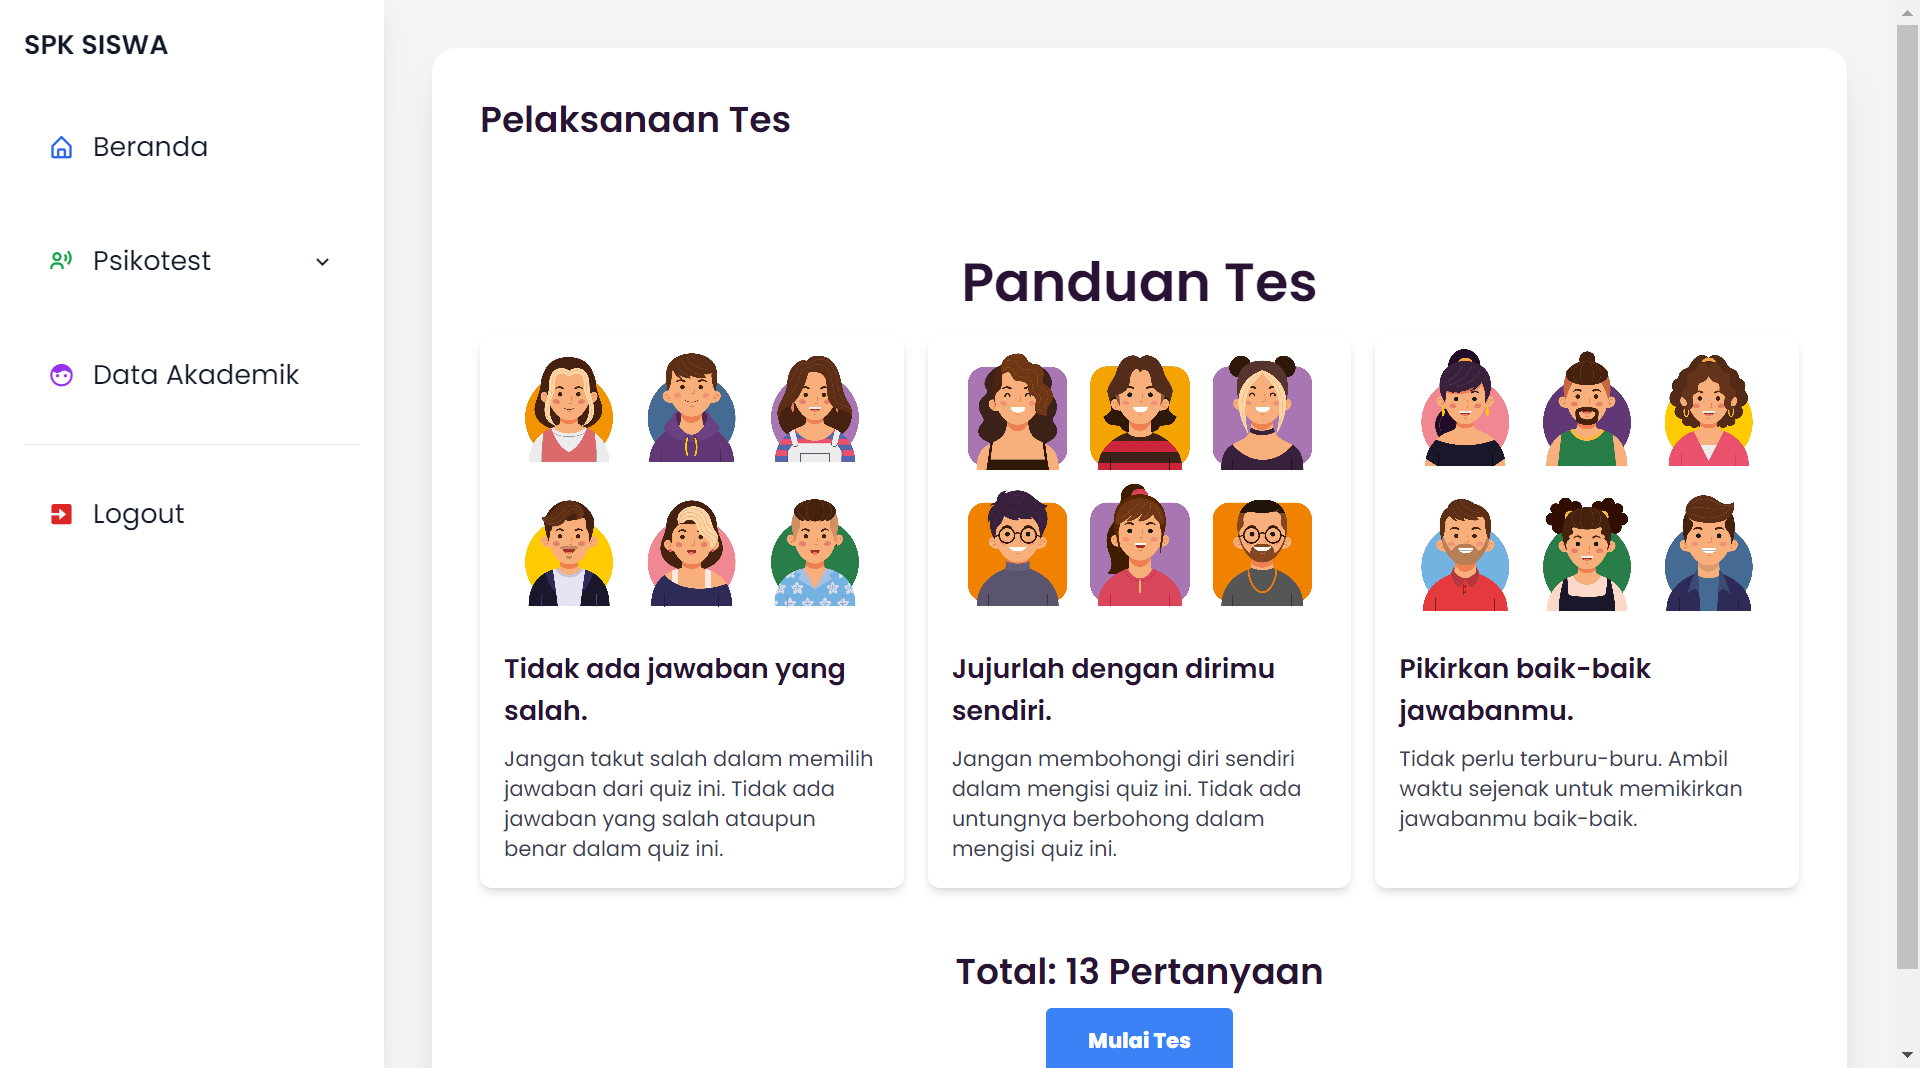 SPK SISWA
Beranda
Psikotest
Data Akademik
Logout
Pelaksanaan Tes
Panduan Tes
Tidak ada jawaban yang
salah.
Jangan takut salah dalam memilih
jawaban dari quiz ini. Tidak ada
jawaban yang salah ataupun
benar dalam quiz ini.
Jujurlah dengan dirimu
sendiri.
Jangan membohongi diri sendiri
dalam mengisi quiz ini. Tidak ada
untungnya berbohong dalam
mengisi quiz ini.
Pikirkan baik-baik
jawabanmu.
Tidak perlu terburu-buru. Ambil
waktu sejenak untuk memikirkan
jawabanmu baik-baik.
Total: 13 Pertanyaan
Mulai Tes